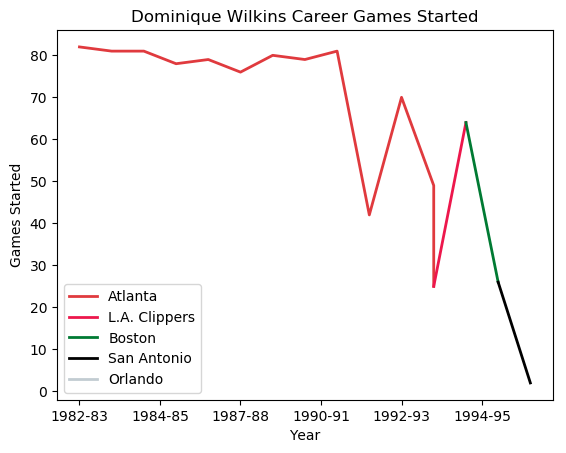 Dominique Wilkins Career Games Started
80
70
60
50
40
30
20
10
0
Games Started
Atlanta
L.A. Clippers
Boston
San Antonio
Orlando
1982-83 1984-85 1987-88 1990-91 1992-93 1994-95
Year